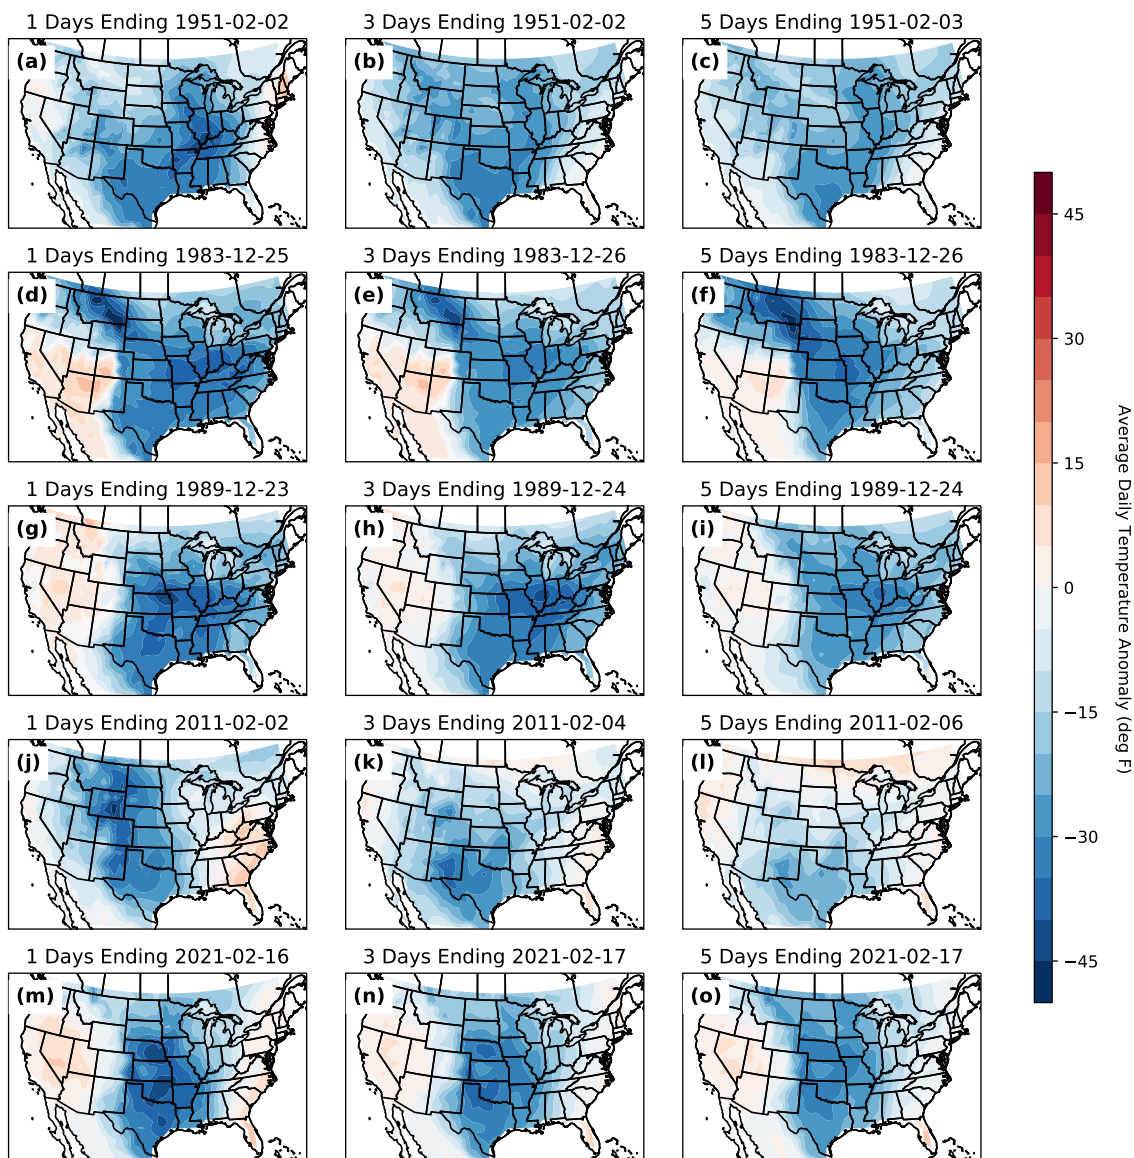 1 Days Ending 1951-02-02
3 Days Ending 1951-02-02
5 Days Ending 1951-02-03
(a)
(b)
(c)
1 Days Ending 1983-12-25
3 Days Ending 1983-12-26
5 Days Ending 1983-12-26
(d)
(e)
(f)
1 Days Ending 1989-12-23
3 Days Ending 1989-12-24
5 Days Ending 1989-12-24
(g)
(h)
(i)
1 Days Ending 2011-02-02
3 Days Ending 2011-02-04
5 Days Ending 2011-02-06
(j)
(k)
(l)
1 Days Ending 2021-02-16
3 Days Ending 2021-02-17
5 Days Ending 2021-02-17
(m)
(n)
(o)
45
30
15
0
−15
−30
−45
Average Daily Temperature Anomaly (deg F)